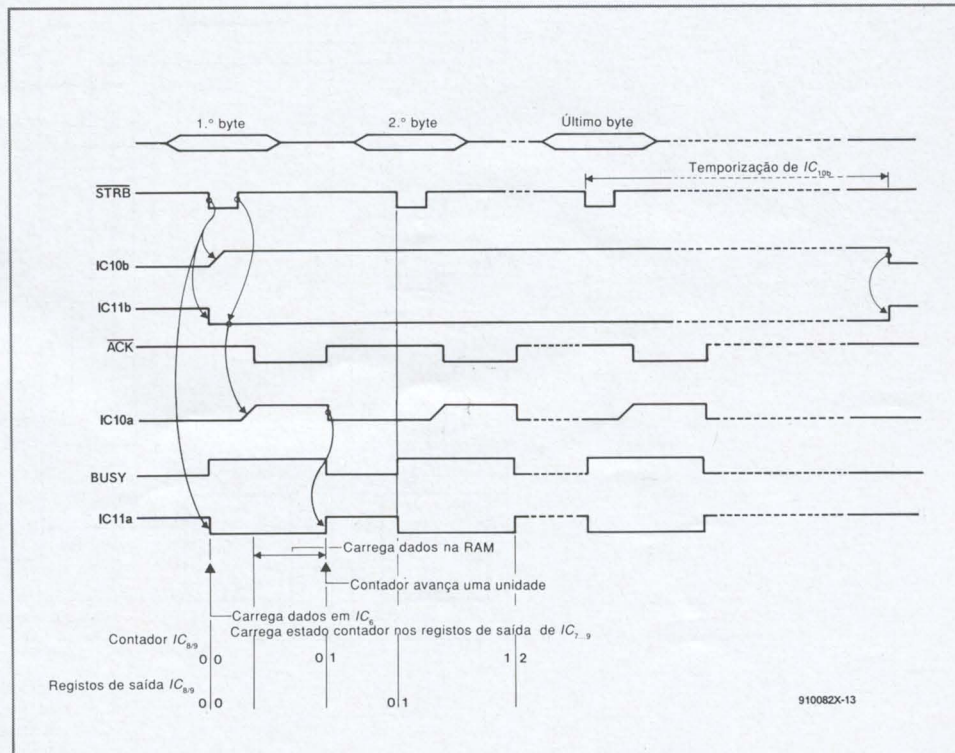 1.º byte 2.º byte Último byte
Temporização de IC10b
STRB
IC10b
IC11b
ACK
IC10a
BUSY
IC11a
Carrega dados na RAM
Contador avança uma unidade
Carrega dados em IC6
Carrega estado contador nos registos de saída de IC7...9
Contador IC8/9
0 0 0 1 1 2
Registos de saída IC8/9
0 0 0 1
910082X-13